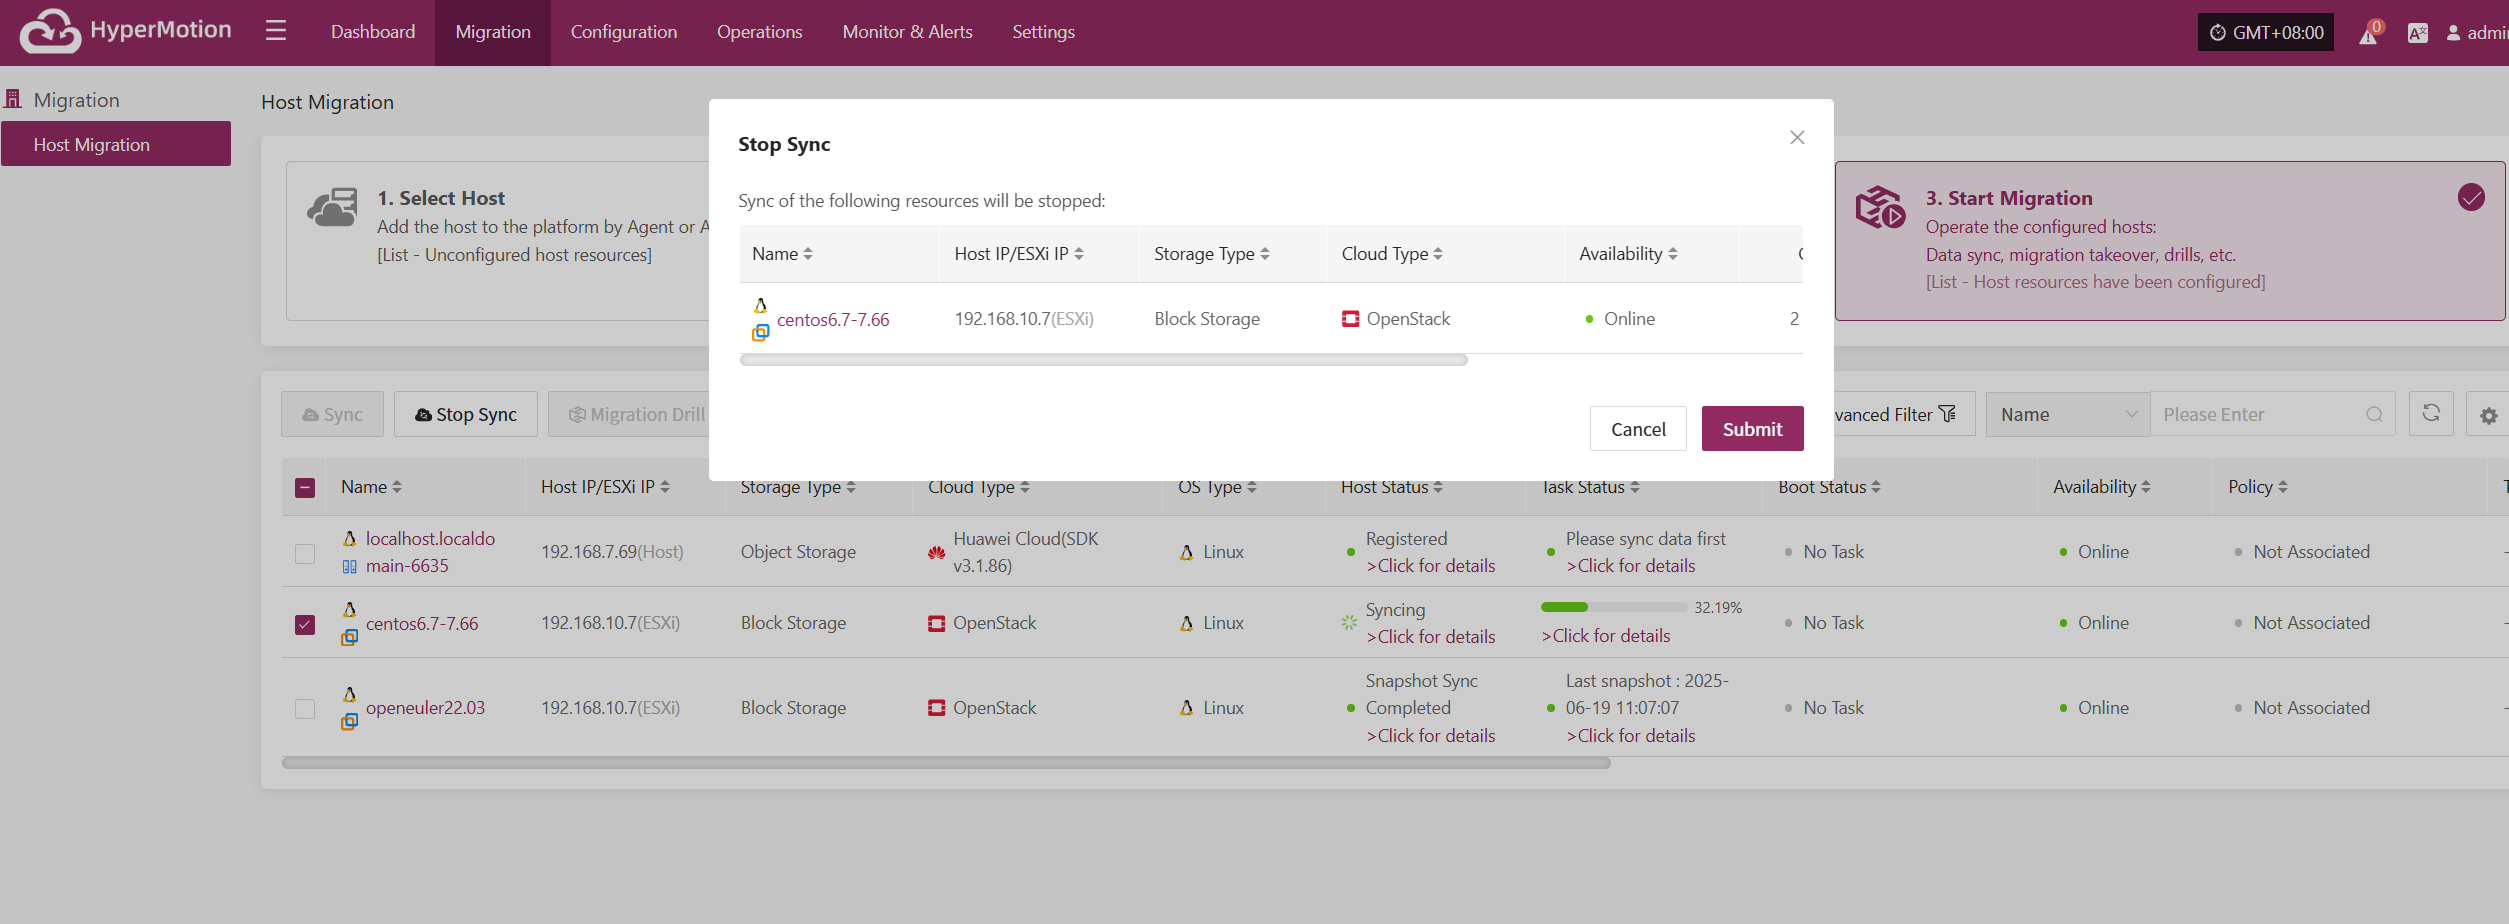 HyperMotion
Dashboard
Migration
Configuration
Operations
Monitor & Alerts
Settings
GMT+08:00
0
Migration
Host Migration
Host Migration
1. Select Host
Add the host to the platform by Agent or A
[List - Unconfigured host resources]
3. Start Migration
Operate the configured hosts:
Data sync, migration takeover, drills, etc.
[List - Host resources have been configured]
Stop Sync
Sync of the following resources will be stopped:
Name Host IP/ESXi IP Storage Type Cloud Type Availability
centos6.7-7.66 192.168.10.7(ESXi) Block Storage OpenStack Online 2
Cancel Submit
Sync Stop Sync Migration Drill
vanced Filter Name Please Enter
Name Host IP/ESXi IP Storage Type Cloud Type OS Type Host Status Task Status Boot Status Availability Policy
localhost.localdo
main-6635
192.168.7.69(Host)
Object Storage
Huawei Cloud(SDK
v3.1.86)
Linux
Registered
>Click for details
Please sync data first
>Click for details
No Task
Online
Not Associated
centos6.7-7.66
192.168.10.7(ESXi)
Block Storage
OpenStack
Linux
Syncing
>Click for details
32.19%
>Click for details
No Task
Online
Not Associated
openeuler22.03
192.168.10.7(ESXi)
Block Storage
OpenStack
Linux
Snapshot Sync
Completed
>Click for details
Last snapshot : 2025-
06-19 11:07:07
>Click for details
No Task
Online
Not Associated